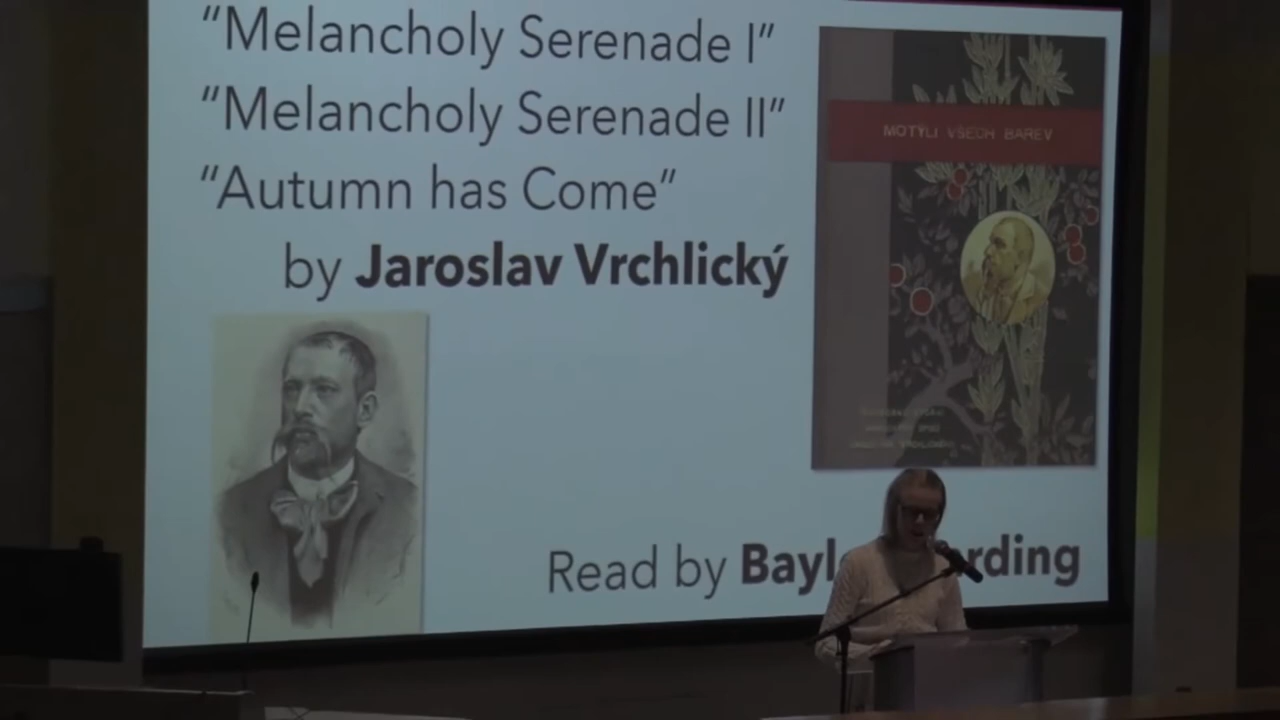 “Melancholy Serenade I”
“Melancholy Serenade II”
“Autumn has Come”
by Jaroslav Vrchlický
MOTÝLI VŠECH BAREV
Read by